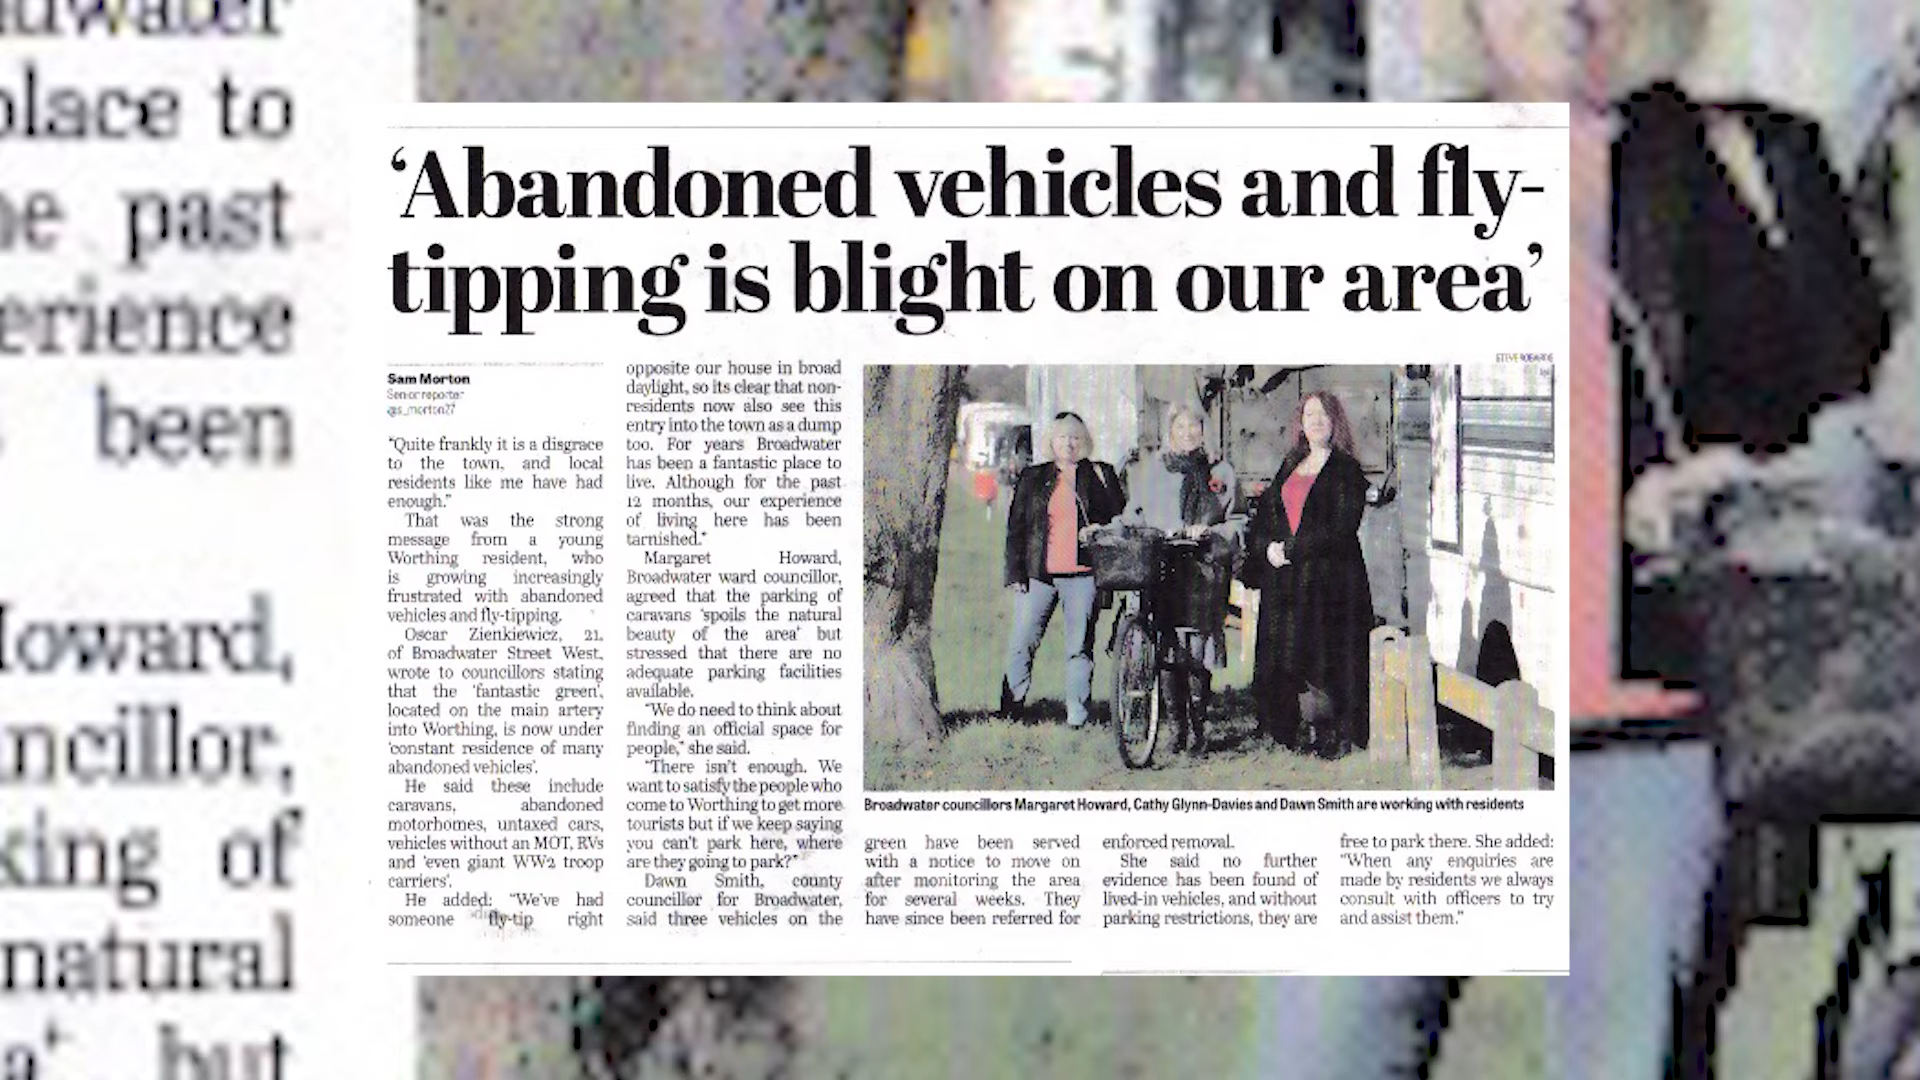 ‘Abandoned vehicles and fly-
tipping is blight on our area’
Sam Morton
Senior reporter
@s_morton27
"Quite frankly it is a disgrace
to the town, and local
residents like me have had
enough."
That was the strong
message from a young
Worthing resident, who
is growing increasingly
frustrated with abandoned
vehicles and fly-tipping.
Oscar Zienkiewicz, 21,
of Broadwater Street West,
wrote to councillors stating
that the 'fantastic green',
located on the main artery
into Worthing, is now under
'constant residence of many
abandoned vehicles'.
He said these include
caravans, abandoned
motorhomes, untaxed cars,
vehicles without an MOT, RVs
and 'even giant WW2 troop
carriers'.
He added: "We've had
someone fly-tip right
opposite our house in broad
daylight, so its clear that non-
residents now also see this
entry into the town as a dump
too. For years Broadwater
has been a fantastic place to
live. Although for the past
12 months, our experience
of living here has been
tarnished."
Margaret Howard,
Broadwater ward councillor,
agreed that the parking of
caravans 'spoils the natural
beauty of the area' but
stressed that there are no
adequate parking facilities
available.
"We do need to think about
finding an official space for
people," she said.
"There isn't enough. We
want to satisfy the people who
come to Worthing to get more
tourists but if we keep saying
you can't park here, where
are they going to park?"
Dawn Smith, county
councillor for Broadwater,
said three vehicles on the
STEVE ROBARDS
Broadwater councillors Margaret Howard, Cathy Glynn-Davies and Dawn Smith are working with residents
green have been served
with a notice to move on
after monitoring the area
for several weeks. They
have since been referred for
enforced removal.
She said no further
evidence has been found of
lived-in vehicles, and without
parking restrictions, they are
free to park there. She added:
"When any enquiries are
made by residents we always
consult with officers to try
and assist them."
place to
past
erience
been
Howard,
ncillor,
king of
natural
but